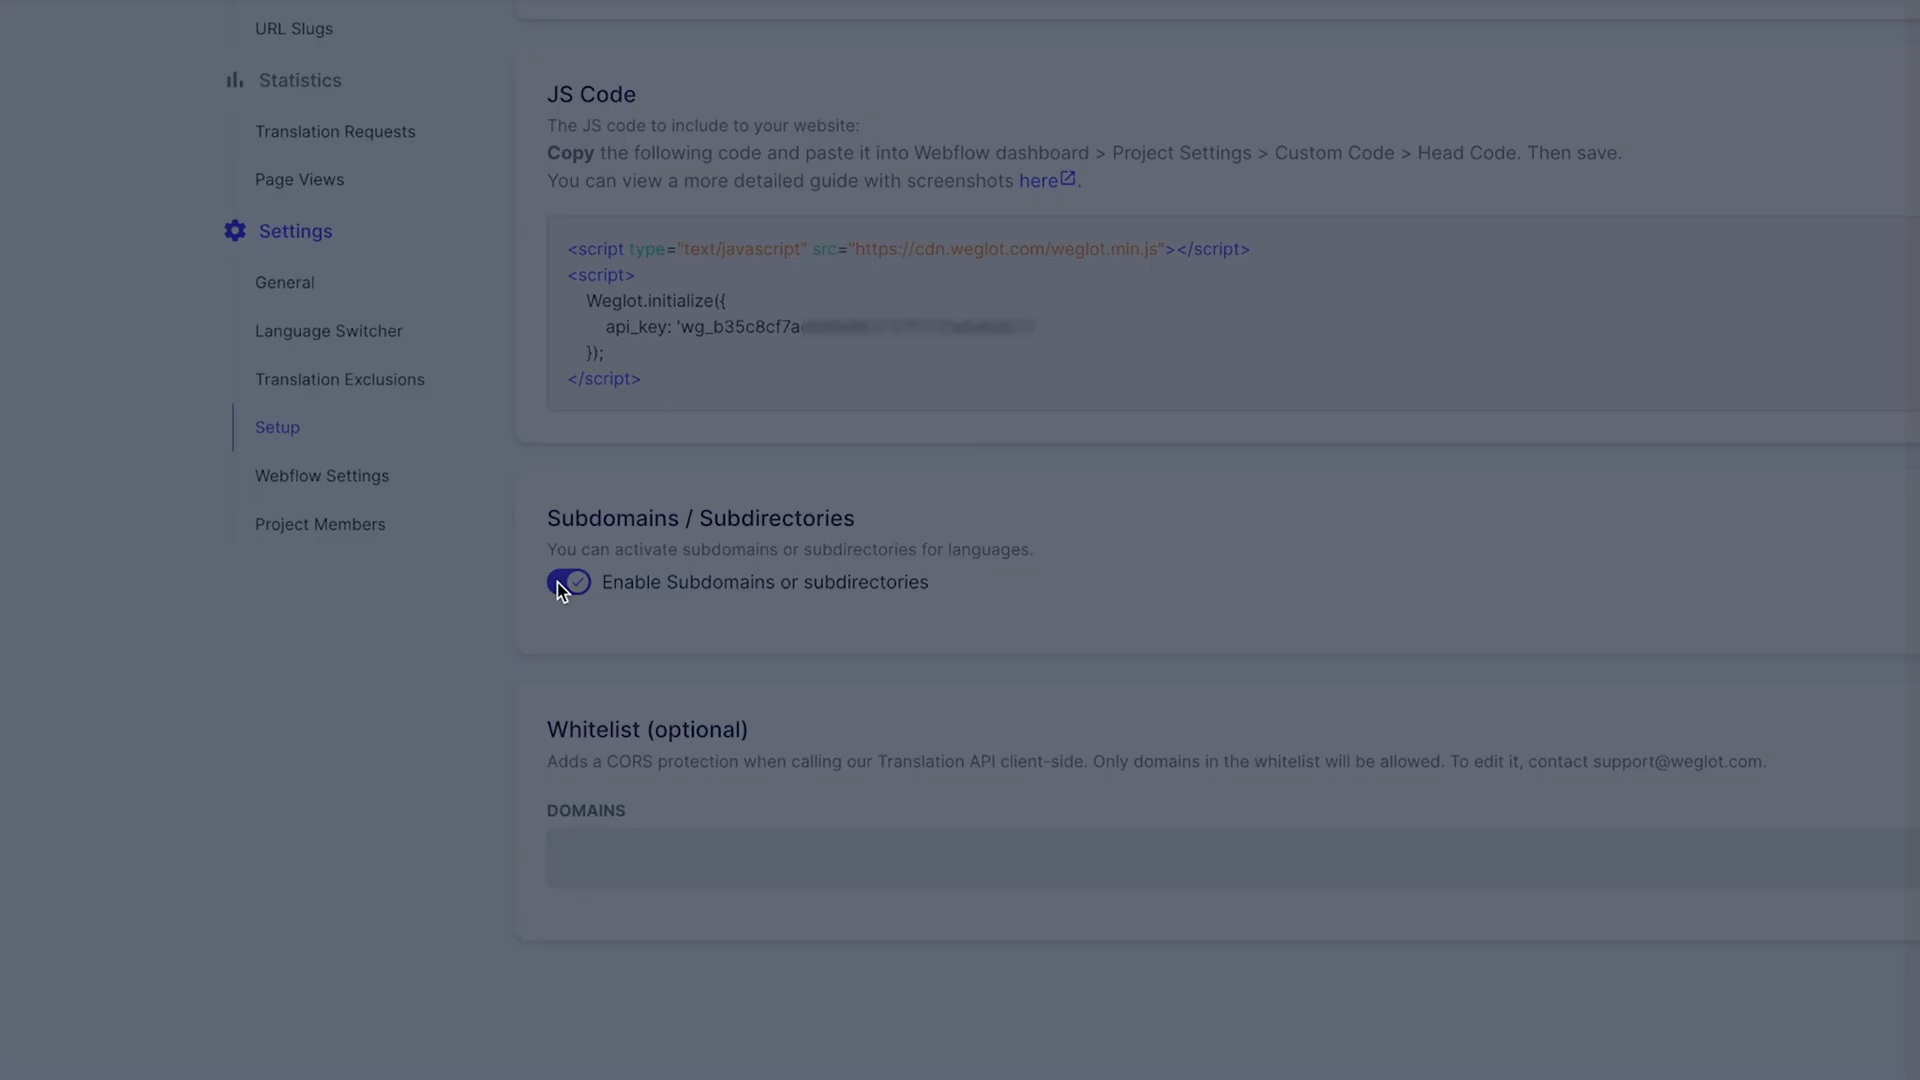 URL Slugs
Statistics
Translation Requests
Page Views
Settings
General
Language Switcher
Translation Exclusions
Setup
Webflow Settings
Project Members
JS Code
The JS code to include to your website:
Copy the following code and paste it into Webflow dashboard > Project Settings > Custom Code > Head Code. Then save.
You can view a more detailed guide with screenshots here.
<script type="text/javascript" src="https://cdn.weglot.com/weglot.min.js"></script>
<script>
Weglot.initialize({
api_key: 'wg_b35c8cf7a
});
</script>
Subdomains / Subdirectories
You can activate subdomains or subdirectories for languages.
Enable Subdomains or subdirectories
Whitelist (optional)
Adds a CORS protection when calling our Translation API client-side. Only domains in the whitelist will be allowed. To edit it, contact support@weglot.com.
DOMAINS